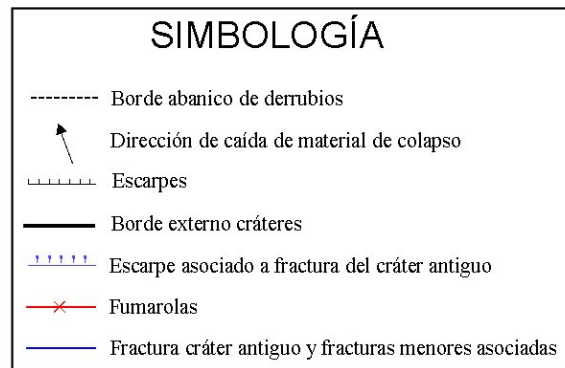 SIMBOLOGÍA
Borde abanico de derrubios
Dirección de caída de material de colapso
Escarpes
Borde externo cráteres
Escarpe asociado a fractura del cráter antiguo
Fumarolas
Fractura cráter antiguo y fracturas menores asociadas